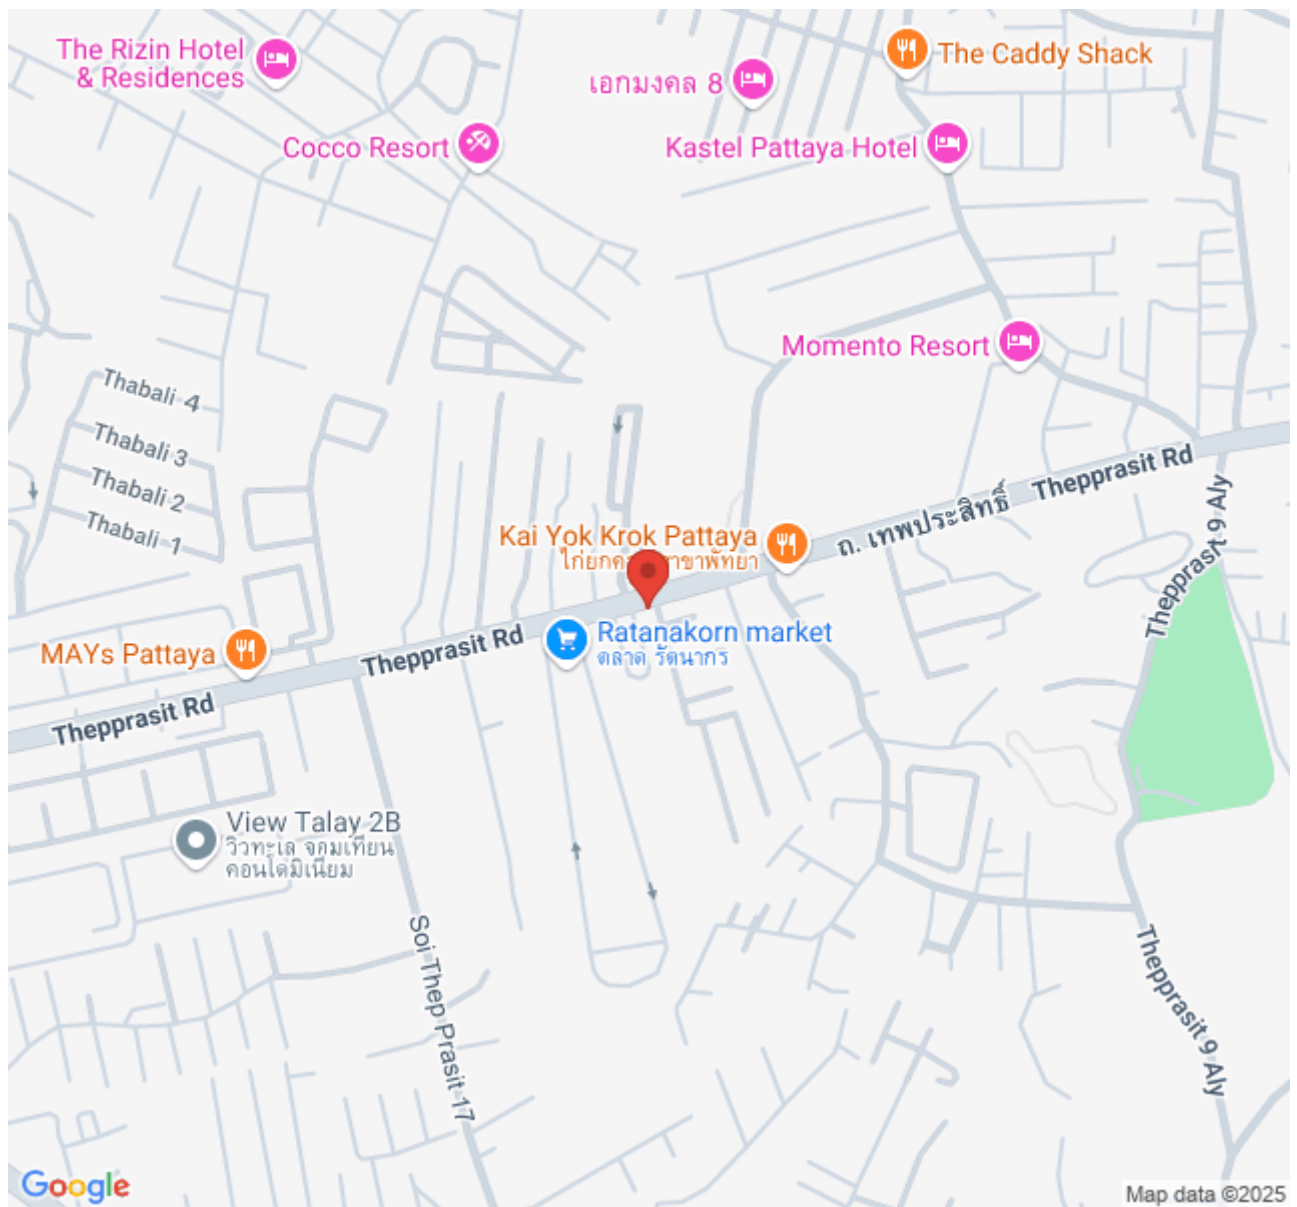 The Rizin Hotel
& Residences
เอกมงคล 8
The Caddy Shack
Cocco Resort
Kastel Pattaya Hotel
Momento Resort
Thabali 4
Thabali 3
Thabali 2
Thabali 1
Thepprasit Rd
ถ. เทพประสิทธิ์
Kai Yok Krok Pattaya
Thepprasit 9 Aly
Ratanakorn market
ตลาด รัตนากร
Thepprasit Rd
MAYs Pattaya
Thepprasit Rd
View Talay 2B
วิวทะเล จอมเทียน
คอนโดมิเนียม
Soi Thep Prasit 17
Thepprasit 9 Aly
Google
Map data ©2025